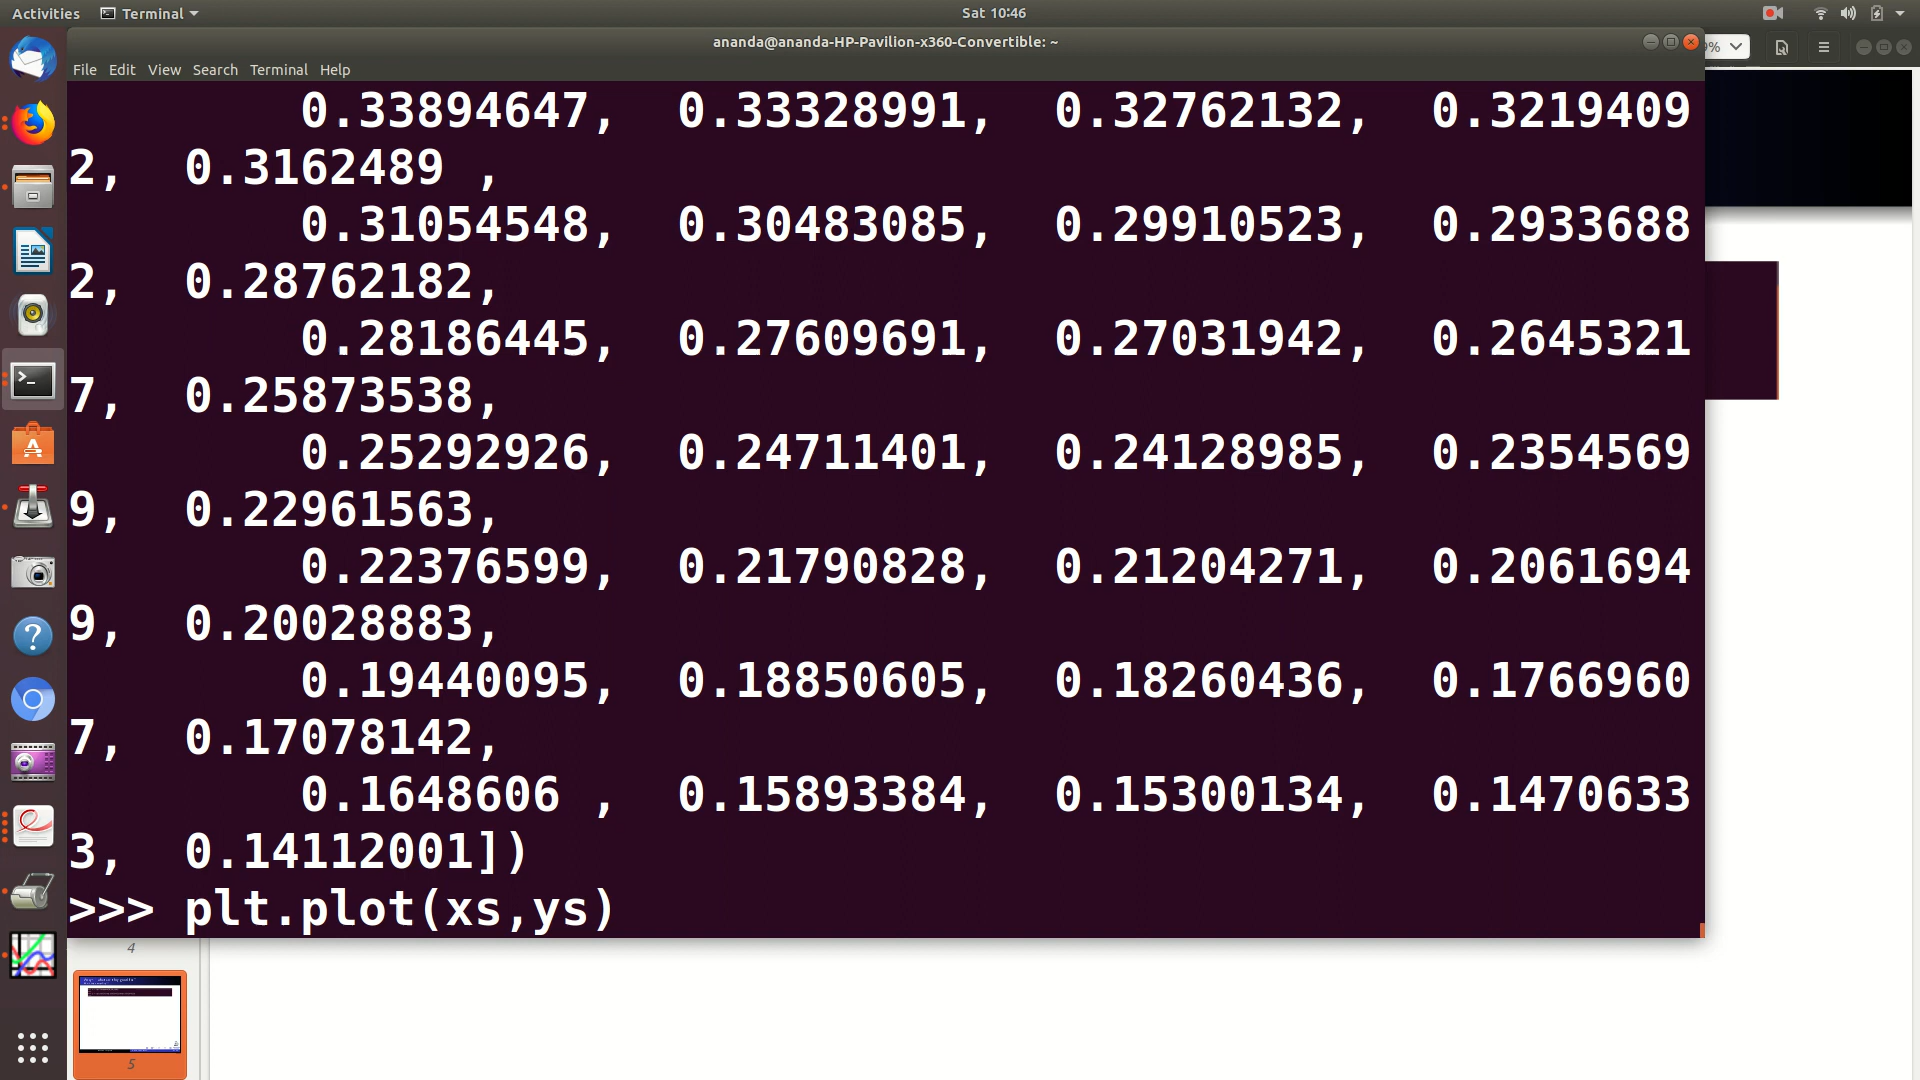 Activities Terminal Sat 10:46
ananda@ananda-HP-Pavilion-x360-Convertible: ~
File Edit View Search Terminal Help
0.33894647, 0.33328991, 0.32762132, 0.3219409
2, 0.3162489 ,
0.31054548, 0.30483085, 0.29910523, 0.2933688
2, 0.28762182,
0.28186445, 0.27609691, 0.27031942, 0.2645321
7, 0.25873538,
0.25292926, 0.24711401, 0.24128985, 0.2354569
9, 0.22961563,
0.22376599, 0.21790828, 0.21204271, 0.2061694
9, 0.20028883,
0.19440095, 0.18850605, 0.18260436, 0.1766960
7, 0.17078142,
0.1648606 , 0.15893384, 0.15300134, 0.1470633
3, 0.14112001])
>>> plt.plot(xs,ys)
4
5